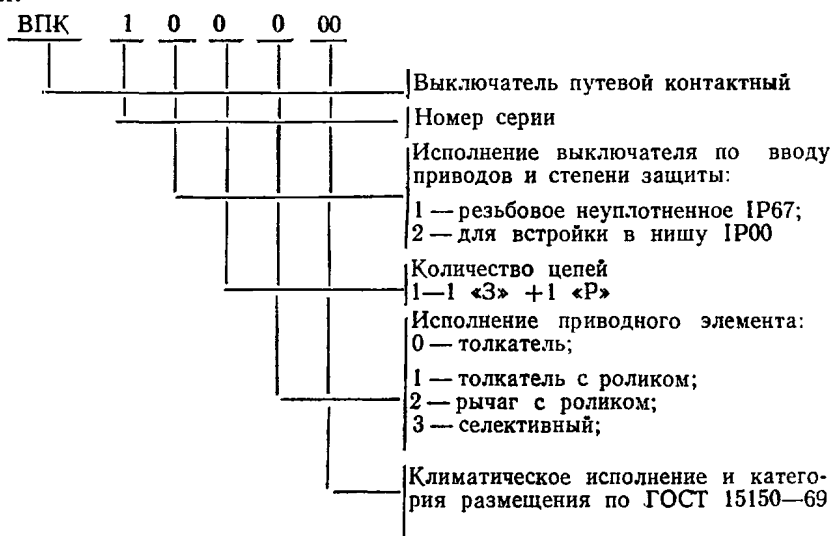 ВПК 1 0 0 0 00
Выключатель путевой контактный
Номер серии
Исполнение выключателя по вводу
приводов и степени защиты:
1 — резьбовое неуплотненное IP67;
2 — для встройки в нишу IP00
Количество цепей
1—1 «З» +1 «Р»
Исполнение приводного элемента:
0 — толкатель;
1 — толкатель с роликом;
2 — рычаг с роликом;
3 — селективный;
Климатическое исполнение и катего-
рия размещения по ГОСТ 15150—69